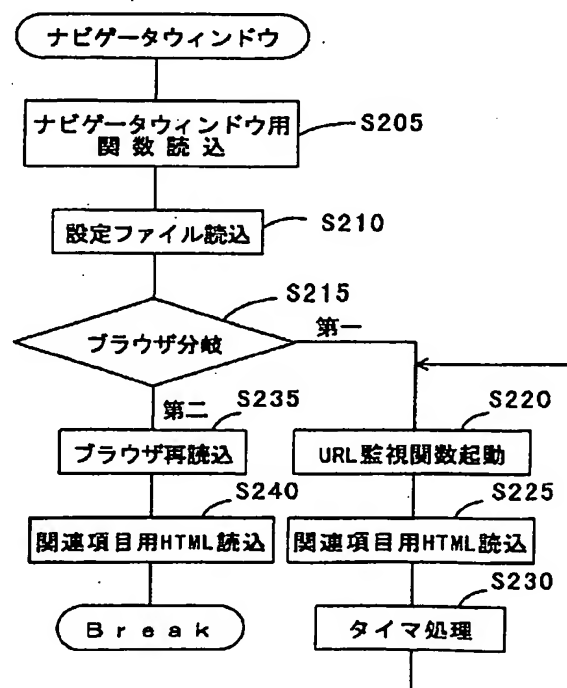 ナビゲータウィンドウ
ナビゲータウィンドウ用
関数読込
S205
設定ファイル読込
S210
S215
ブラウザ分岐
第一
第二
S235
ブラウザ再読込
S220
URL監視関数起動
S240
関連項目用HTML読込
S225
関連項目用HTML読込
Break
S230
タイマ処理